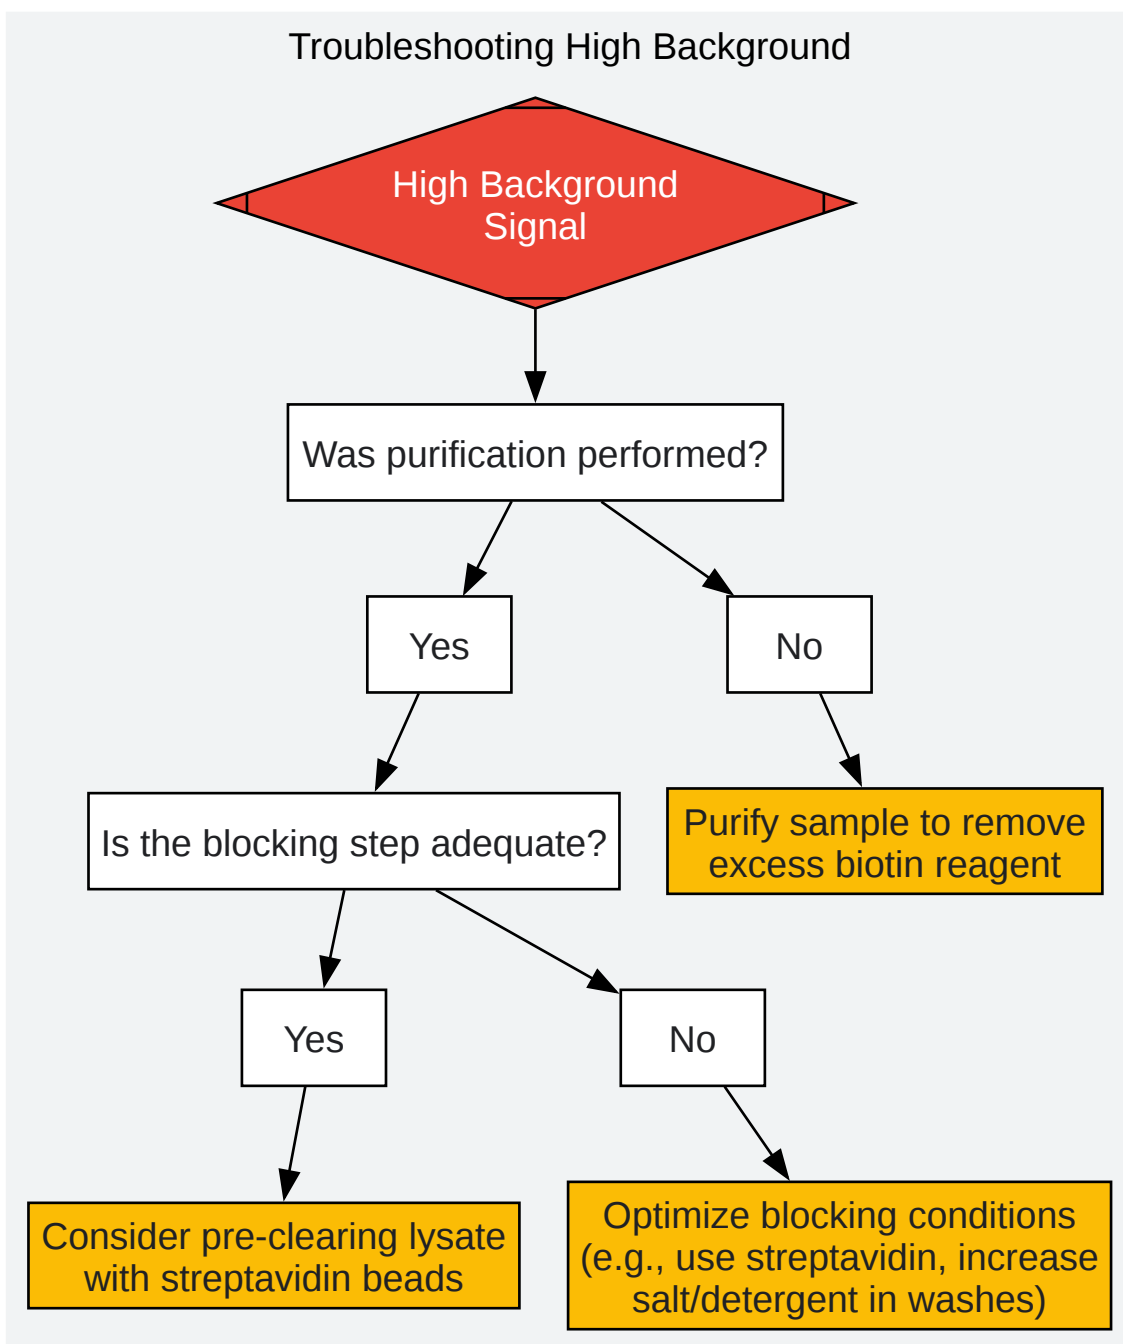 Troubleshooting High Background
High Background
Signal
Was purification performed?
Yes
No
Is the blocking step adequate?
Purify sample to remove
excess biotin reagent
Yes
No
Consider pre-clearing lysate
with streptavidin beads
Optimize blocking conditions
(e.g., use streptavidin, increase
salt/detergent in washes)